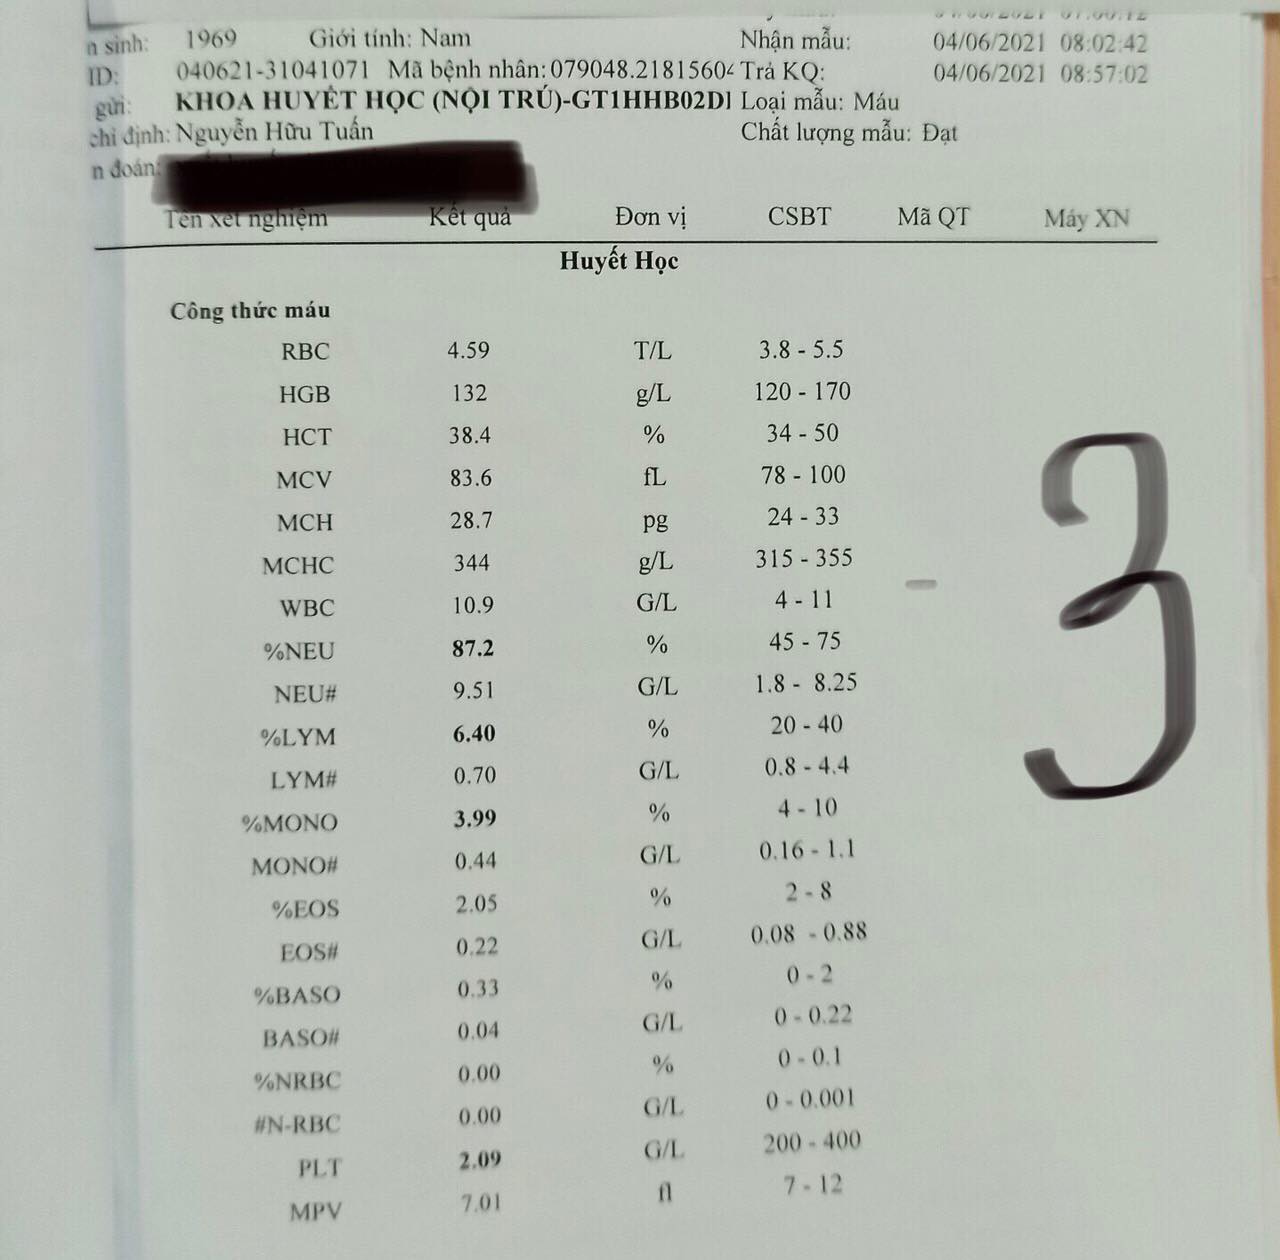 n sinh: 1969 Giới tính: Nam Nhận mẫu: 04/06/2021 08:02:42
ID: 040621-31041071 Mã bệnh nhân:079048.21815604 Trả KQ: 04/06/2021 08:57:02
gửi: KHOA HUYẾT HỌC (NỘI TRÚ)-GT1HHB02DI Loại mẫu: Máu
chỉ định: Nguyễn Hữu Tuấn Chất lượng mẫu: Đạt
n đoán:
Tên xét nghiệm Kết quả Đơn vị CSBT Mã QT Máy XN
Huyết Học
Công thức máu
RBC 4.59 T/L 3.8 - 5.5
HGB 132 g/L 120 - 170
HCT 38.4 % 34 - 50
MCV 83.6 fL 78 - 100
MCH 28.7 pg 24 - 33
MCHC 344 g/L 315 - 355
WBC 10.9 G/L 4 - 11
%NEU 87.2 % 45 - 75
NEU# 9.51 G/L 1.8 - 8.25
%LYM 6.40 % 20 - 40
LYM# 0.70 G/L 0.8 - 4.4
%MONO 3.99 % 4 - 10
MONO# 0.44 G/L 0.16 - 1.1
%EOS 2.05 % 2 - 8
EOS# 0.22 G/L 0.08 - 0.88
%BASO 0.33 % 0 - 2
BASO# 0.04 G/L 0 - 0.22
%NRBC 0.00 % 0 - 0.1
#N-RBC 0.00 G/L 0 - 0.001
PLT 2.09 G/L 200 - 400
MPV 7.01 fl 7 - 12
3